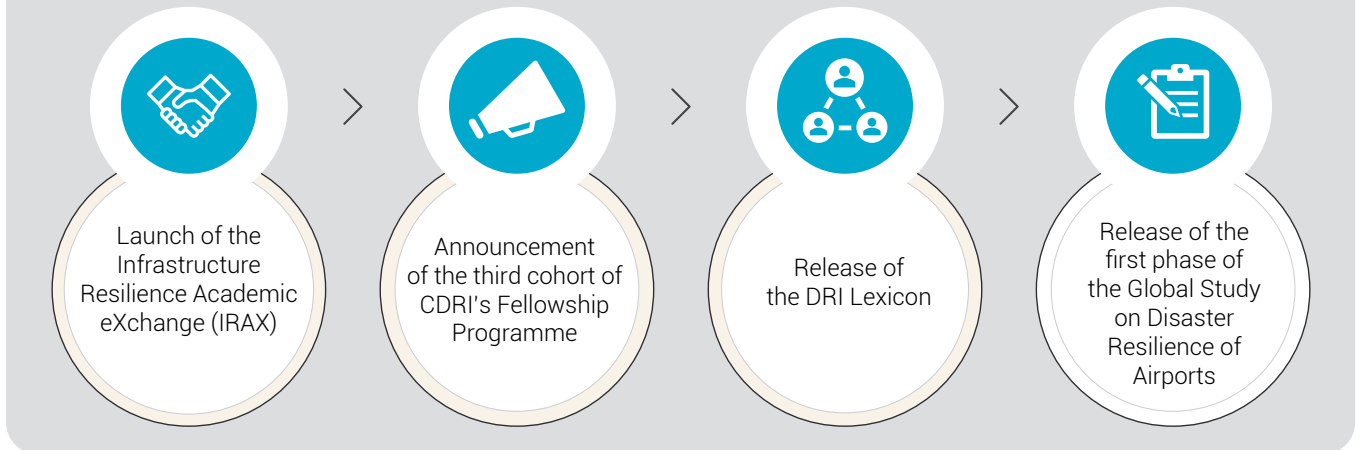 Launch of the
Infrastructure
Resilience Academic
eXchange (IRAX)
Announcement
of the third cohort of
CDRI's Fellowship
Programme
Release of
the DRI Lexicon
Release of the
first phase of
the Global Study
on Disaster
Resilience of
Airports